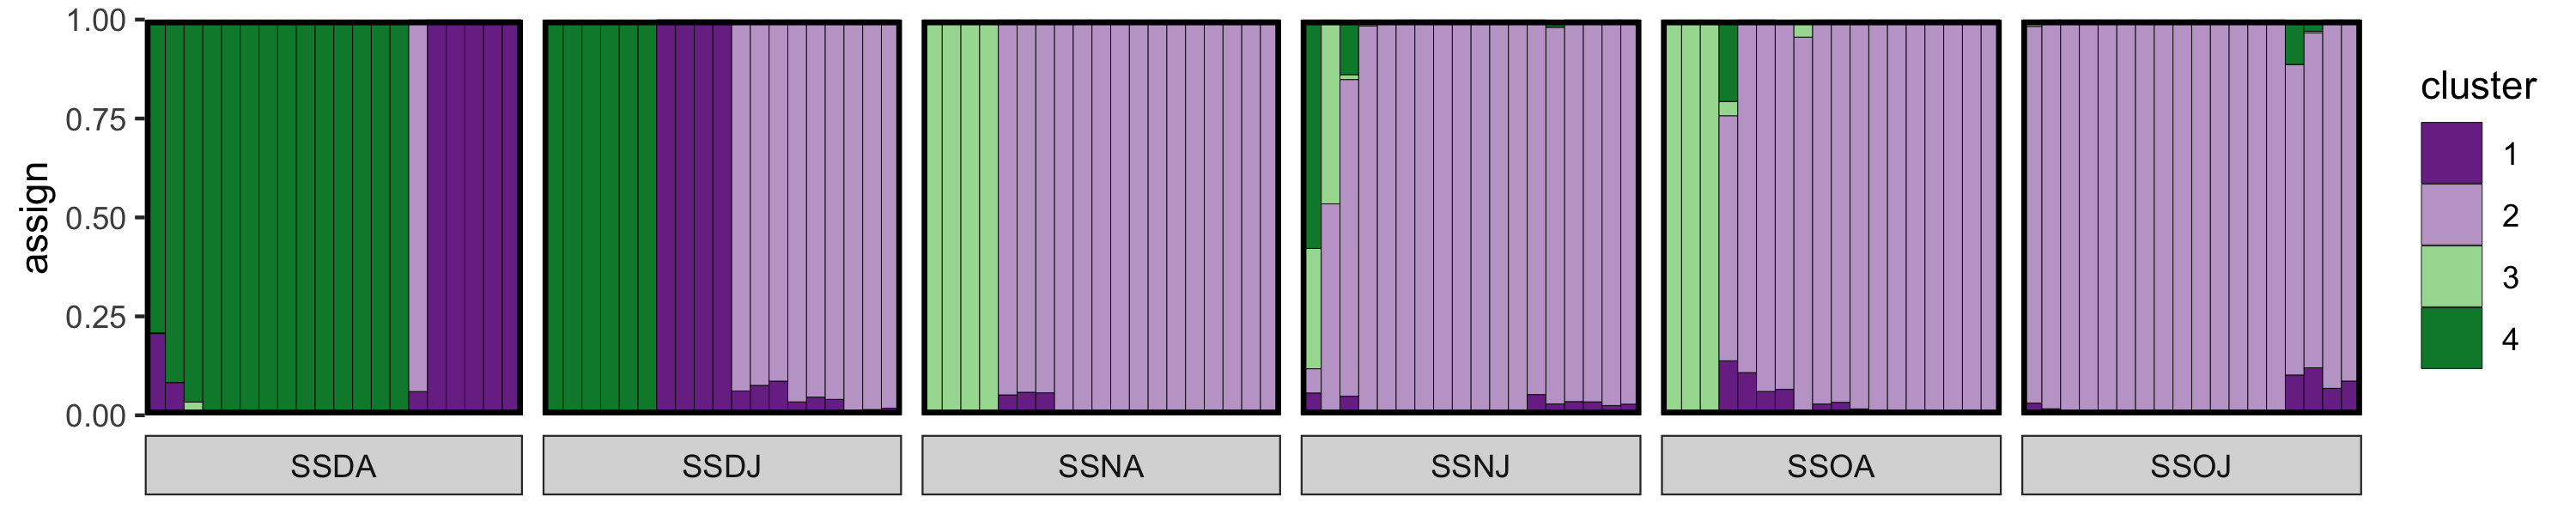 1.00
0.75
0.50
0.25
0.00
assign
SSDA
SSDJ
SSNA
SSNJ
SSOA
SSOJ
cluster
1
2
3
4